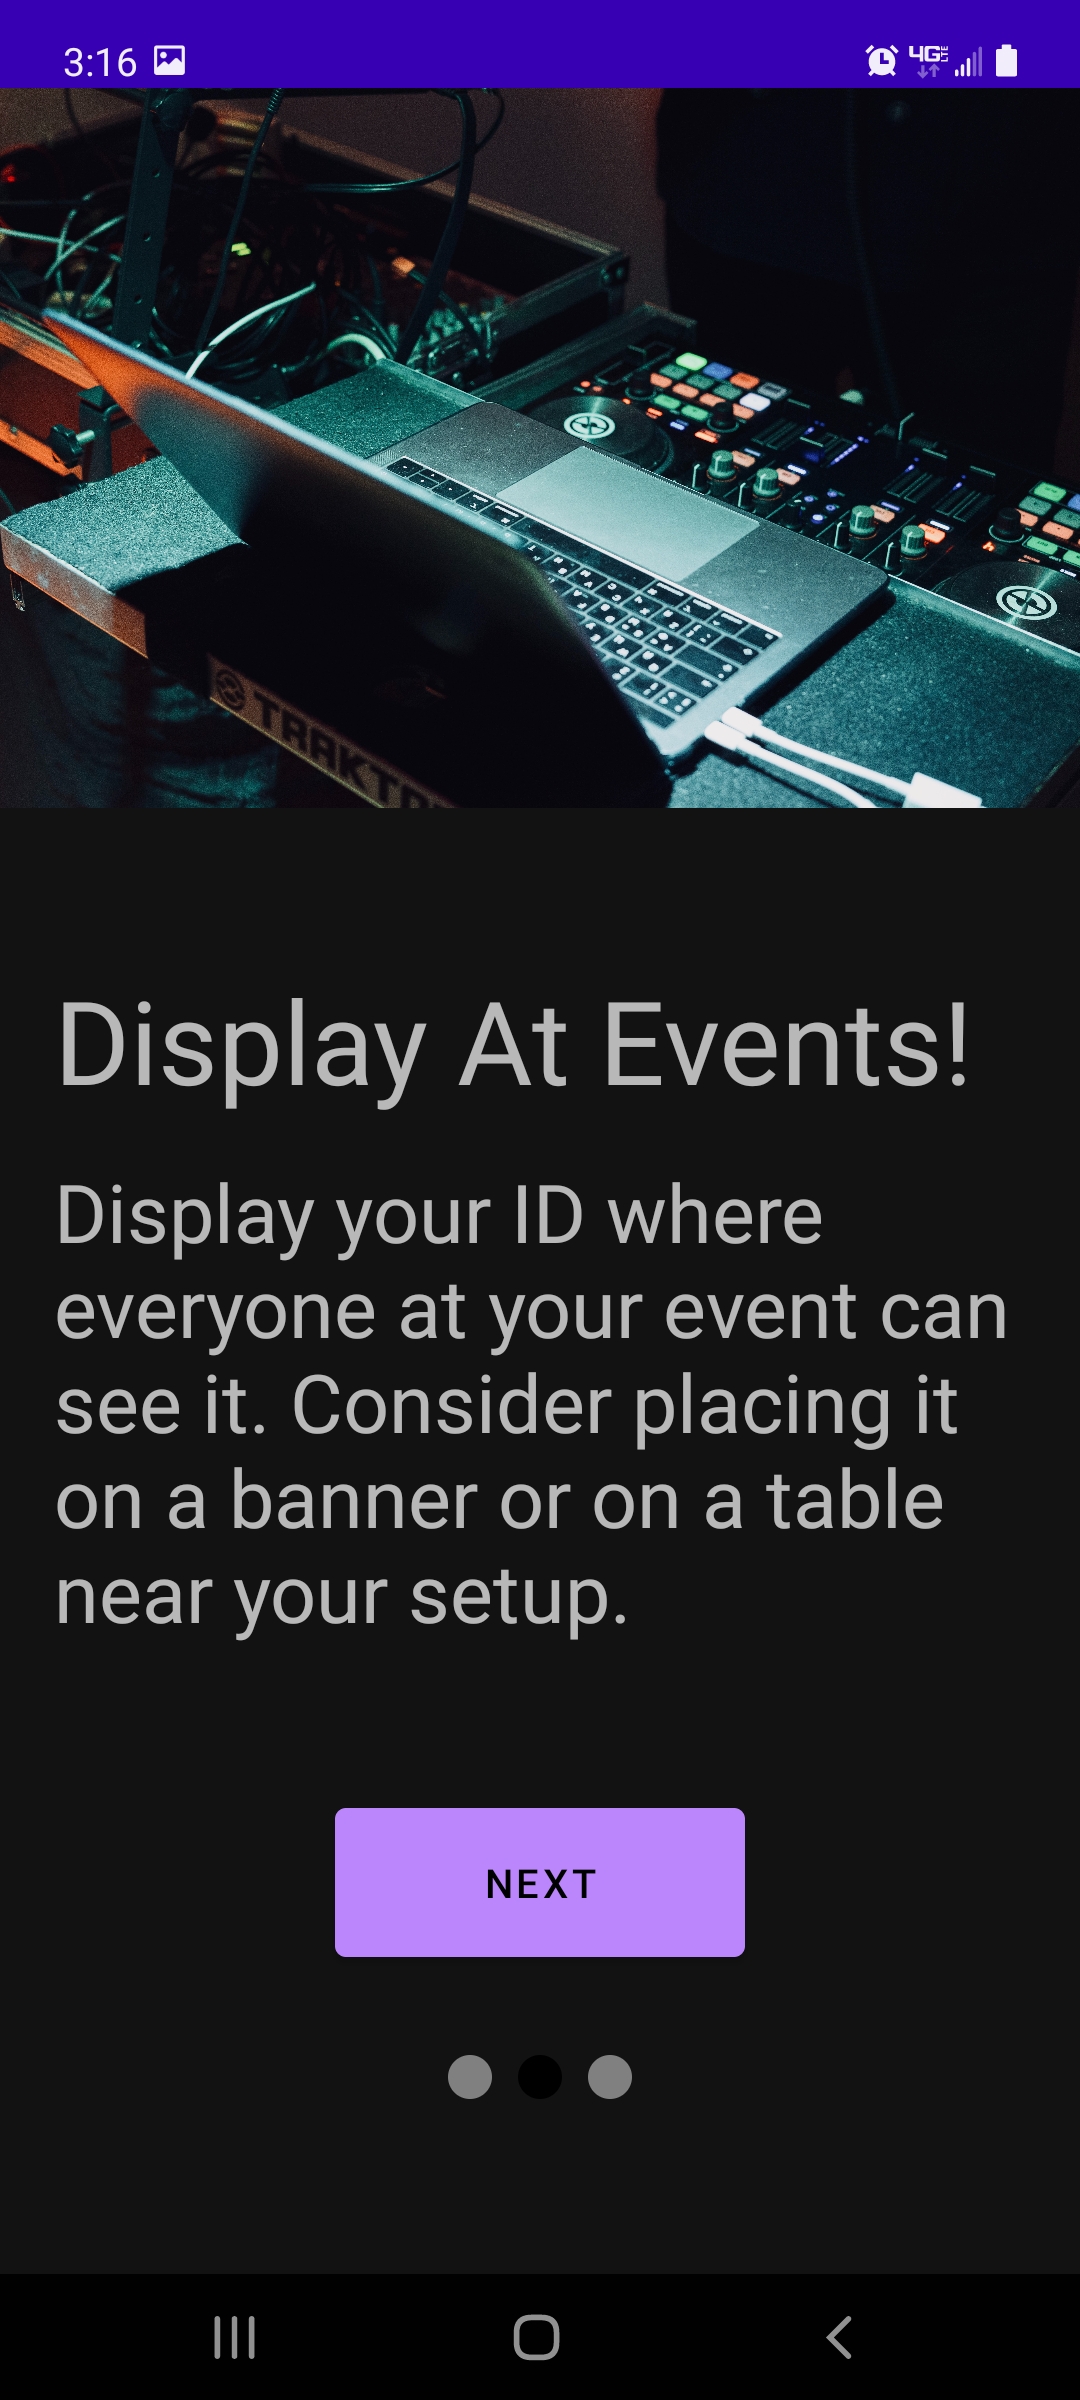 3:16
4G LTE
TRAKTO
Display At Events!
Display your ID where
everyone at your event can
see it. Consider placing it
on a banner or on a table
near your setup.
NEXT